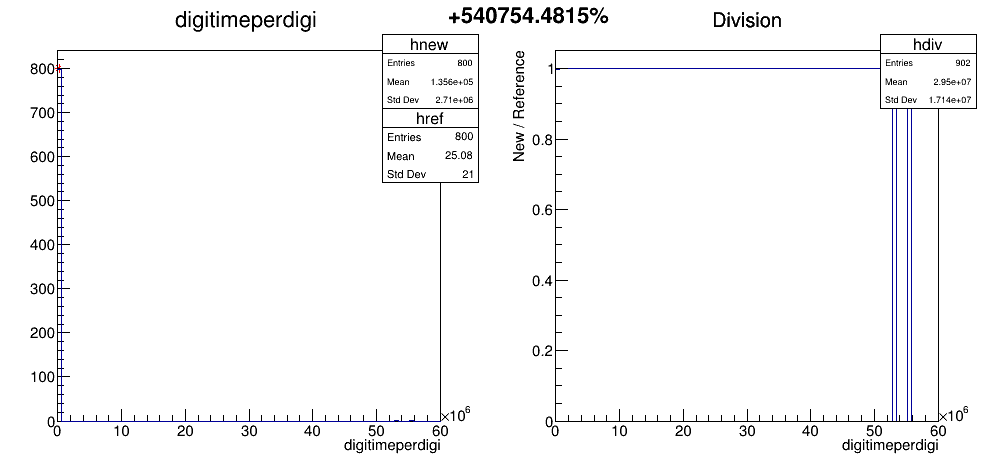 +540754.4815%
digitimeperdigi
hnew
Entries 800
Mean 1.356e+05
Std Dev 2.71e+06
href
Entries 800
Mean 25.08
Std Dev 21
800
700
600
500
400
300
200
100
0
0 10 20 30 40 50 60
×10⁶
digitimeperdigi
Division
hdiv
Entries 902
Mean 2.95e+07
Std Dev 1.714e+07
New / Reference
1
0.8
0.6
0.4
0.2
0
0 10 20 30 40 50 60
×10⁶
digitimeperdigi